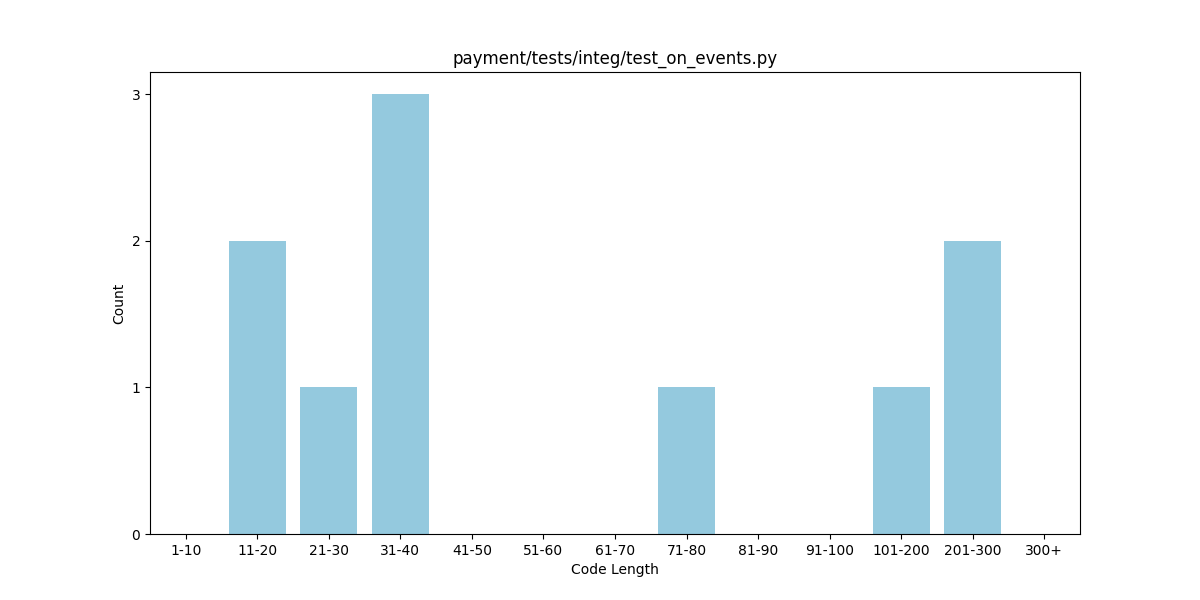 payment/tests/integ/test_on_events.py
3
2
1
0
Count
1-10 11-20 21-30 31-40 41-50 51-60 61-70 71-80 81-90 91-100 101-200 201-300 300+
Code Length